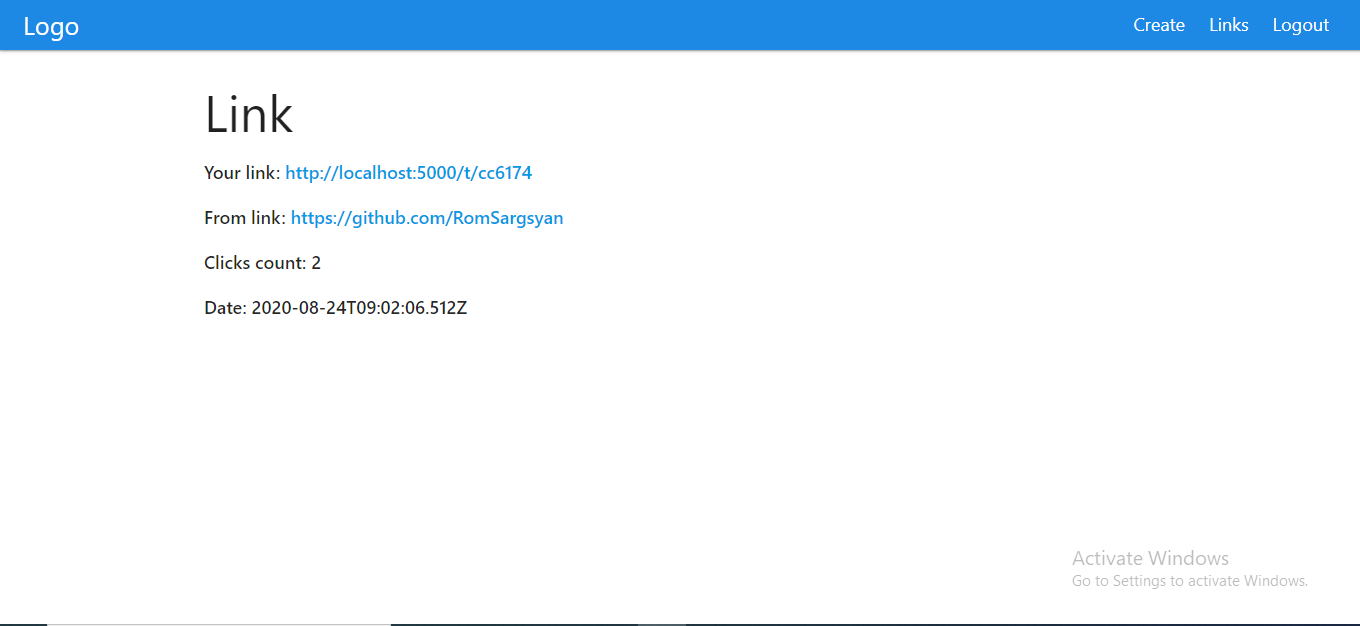 Logo
Create Links Logout
Link
Your link: http://localhost:5000/t/cc6174
From link: https://github.com/RomSargsyan
Clicks count: 2
Date: 2020-08-24T09:02:06.512Z
Activate Windows
Go to Settings to activate Windows.